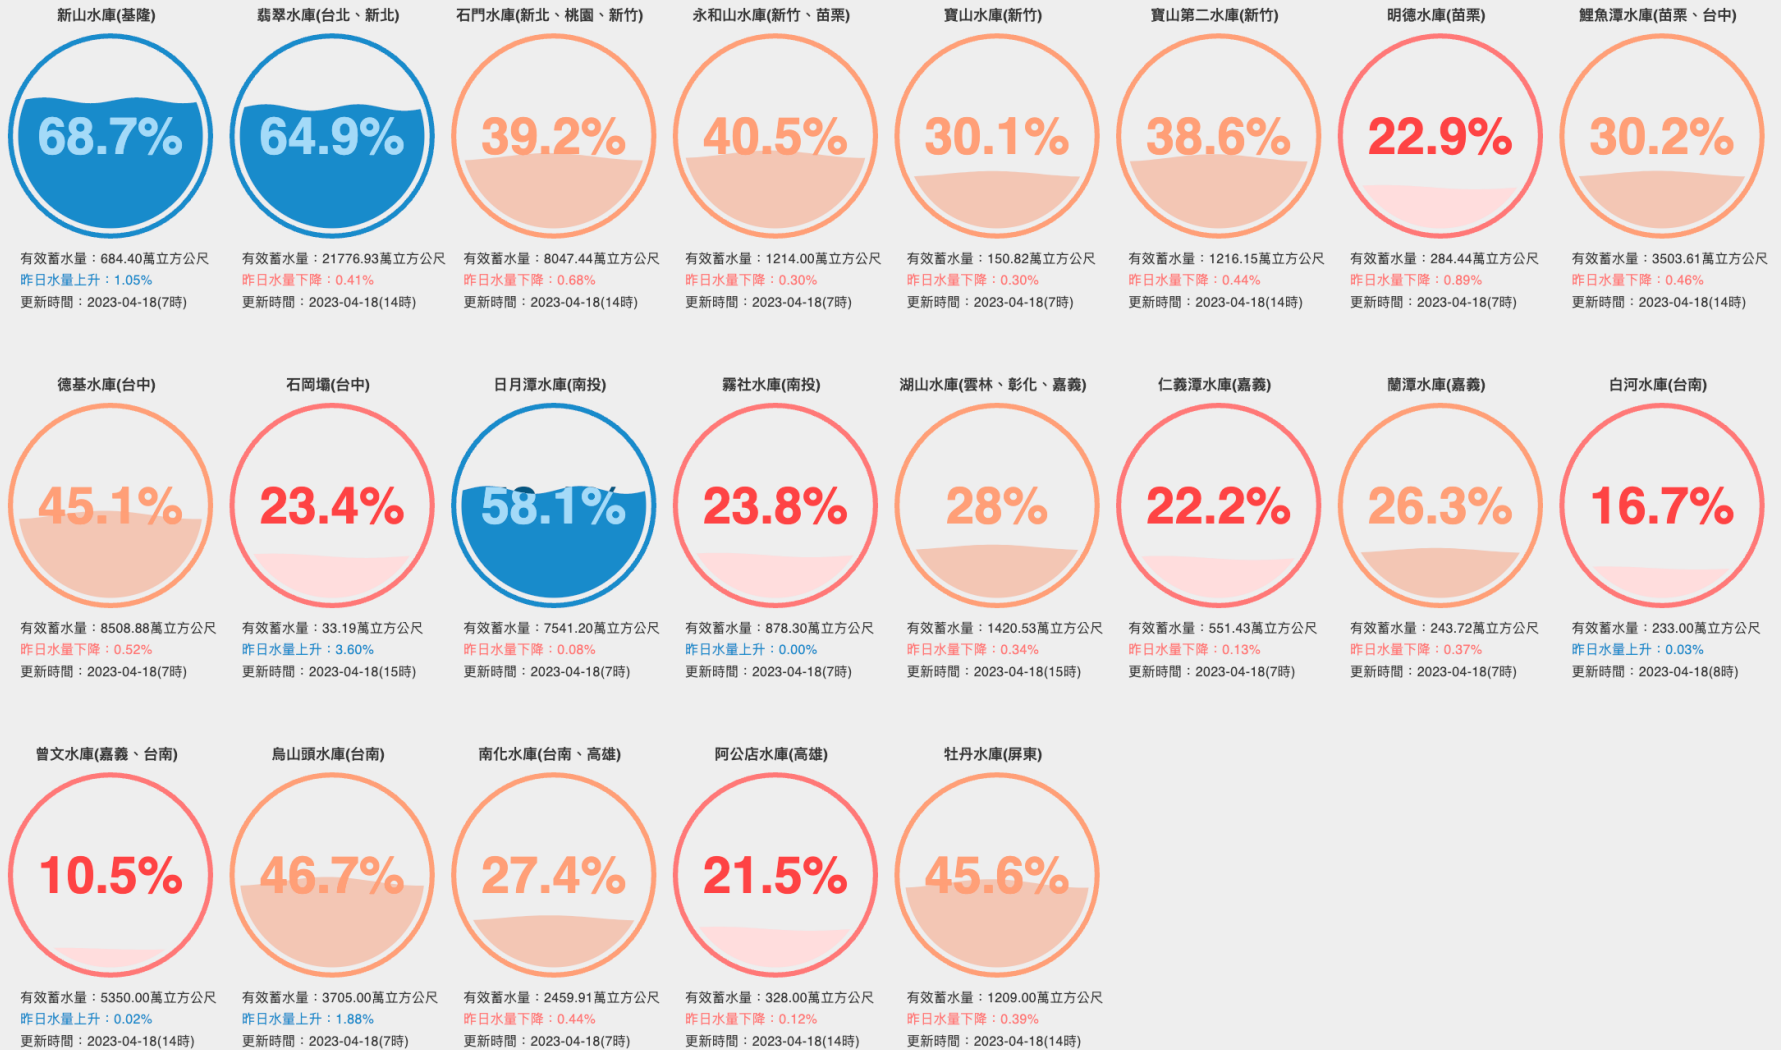 新山水庫(基隆)
68.7%
有效蓄水量：684.40萬立方公尺
昨日水量上升：1.05%
更新時間：2023-04-18(7時)
翡翠水庫(台北、新北)
64.9%
有效蓄水量：21776.93萬立方公尺
昨日水量下降：0.41%
更新時間：2023-04-18(14時)
石門水庫(新北、桃園、新竹)
39.2%
有效蓄水量：8047.44萬立方公尺
昨日水量下降：0.68%
更新時間：2023-04-18(14時)
永和山水庫(新竹、苗栗)
40.5%
有效蓄水量：1214.00萬立方公尺
昨日水量下降：0.30%
更新時間：2023-04-18(7時)
寶山水庫(新竹)
30.1%
有效蓄水量：150.82萬立方公尺
昨日水量下降：0.30%
更新時間：2023-04-18(7時)
寶山第二水庫(新竹)
38.6%
有效蓄水量：1216.15萬立方公尺
昨日水量下降：0.44%
更新時間：2023-04-18(14時)
明德水庫(苗栗)
22.9%
有效蓄水量：284.44萬立方公尺
昨日水量下降：0.89%
更新時間：2023-04-18(7時)
鯉魚潭水庫(苗栗、台中)
30.2%
有效蓄水量：3503.61萬立方公尺
昨日水量下降：0.46%
更新時間：2023-04-18(14時)
德基水庫(台中)
45.1%
有效蓄水量：8508.88萬立方公尺
昨日水量下降：0.52%
更新時間：2023-04-18(7時)
石岡壩(台中)
23.4%
有效蓄水量：33.19萬立方公尺
昨日水量上升：3.60%
更新時間：2023-04-18(15時)
日月潭水庫(南投)
58.1%
有效蓄水量：7541.20萬立方公尺
昨日水量下降：0.08%
更新時間：2023-04-18(7時)
霧社水庫(南投)
23.8%
有效蓄水量：878.30萬立方公尺
昨日水量上升：0.00%
更新時間：2023-04-18(7時)
湖山水庫(雲林、彰化、嘉義)
28%
有效蓄水量：1420.53萬立方公尺
昨日水量下降：0.34%
更新時間：2023-04-18(15時)
仁義潭水庫(嘉義)
22.2%
有效蓄水量：551.43萬立方公尺
昨日水量下降：0.13%
更新時間：2023-04-18(7時)
蘭潭水庫(嘉義)
26.3%
有效蓄水量：243.72萬立方公尺
昨日水量下降：0.37%
更新時間：2023-04-18(7時)
白河水庫(台南)
16.7%
有效蓄水量：233.00萬立方公尺
昨日水量上升：0.03%
更新時間：2023-04-18(8時)
曾文水庫(嘉義、台南)
10.5%
有效蓄水量：5350.00萬立方公尺
昨日水量上升：0.02%
更新時間：2023-04-18(14時)
烏山頭水庫(台南)
46.7%
有效蓄水量：3705.00萬立方公尺
昨日水量上升：1.88%
更新時間：2023-04-18(7時)
南化水庫(台南、高雄)
27.4%
有效蓄水量：2459.91萬立方公尺
昨日水量下降：0.44%
更新時間：2023-04-18(7時)
阿公店水庫(高雄)
21.5%
有效蓄水量：328.00萬立方公尺
昨日水量下降：0.12%
更新時間：2023-04-18(14時)
牡丹水庫(屏東)
45.6%
有效蓄水量：1209.00萬立方公尺
昨日水量下降：0.39%
更新時間：2023-04-18(14時)